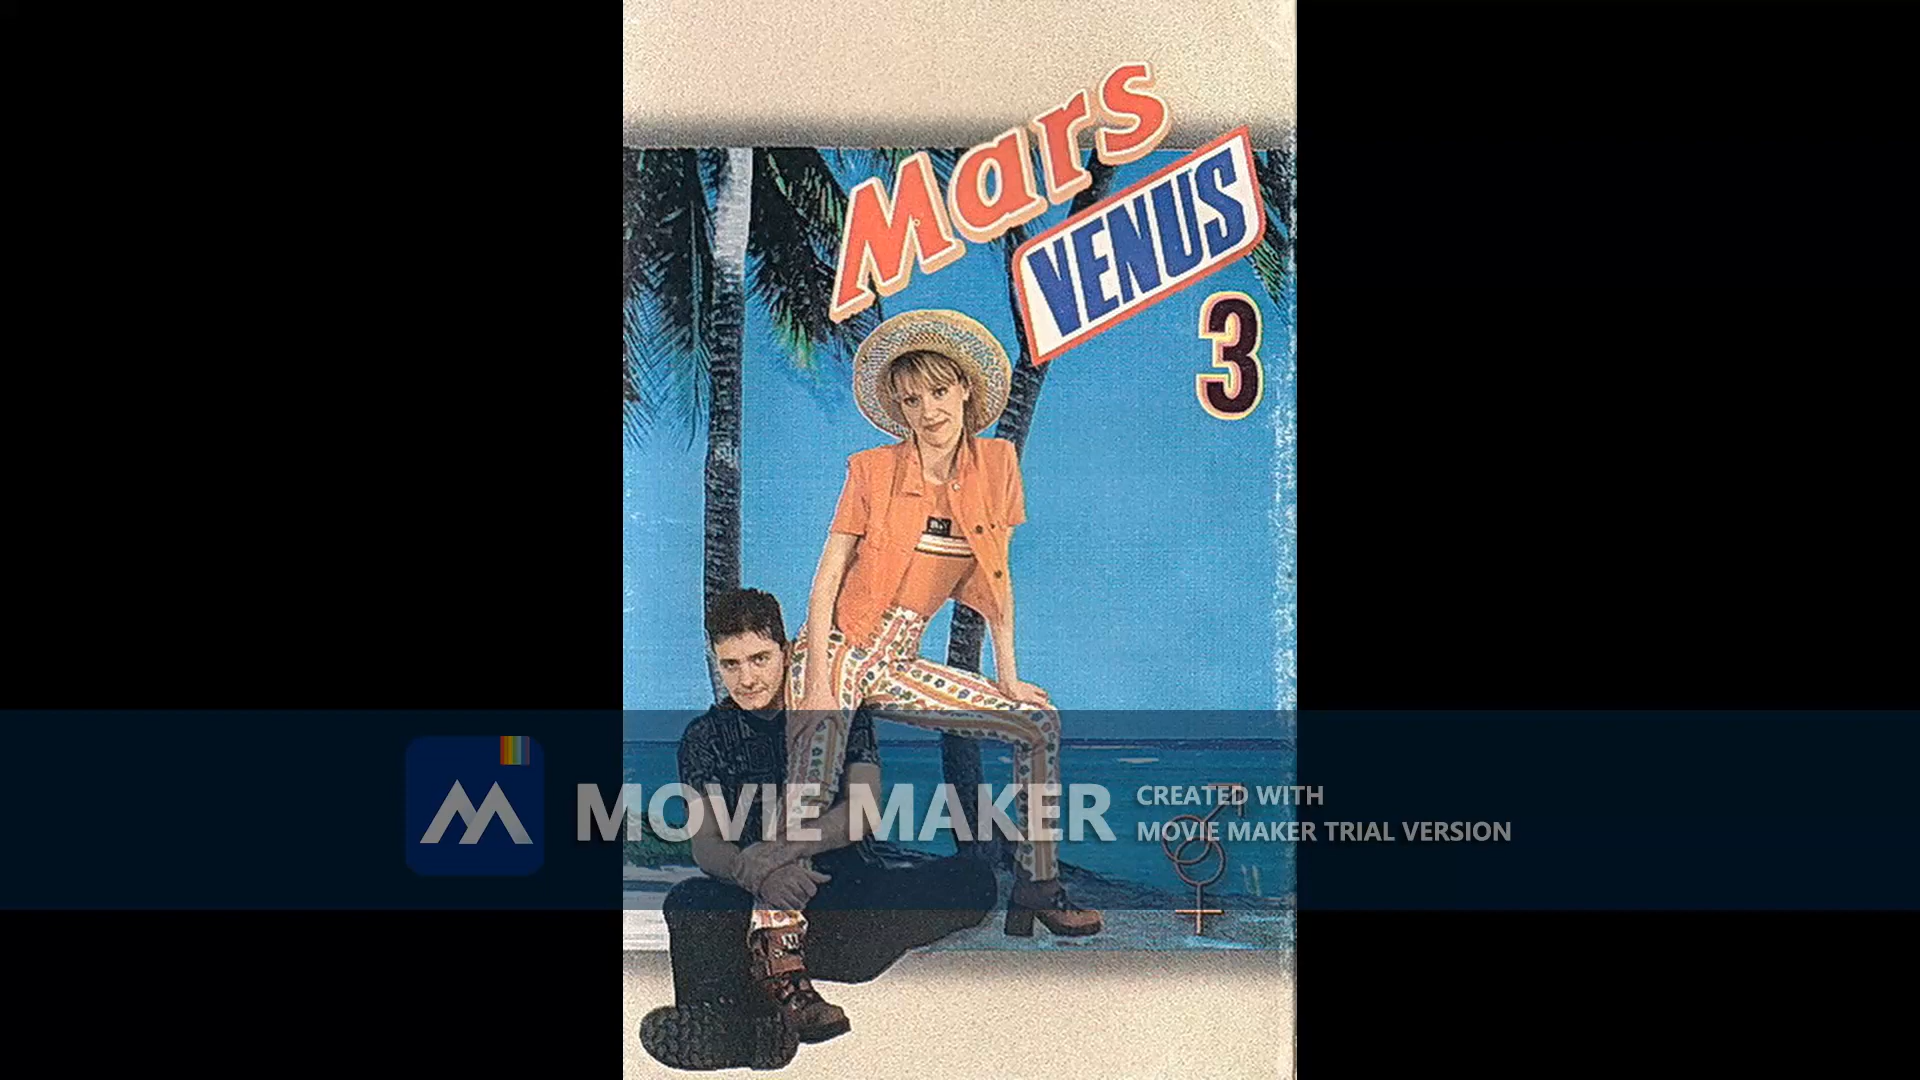 Mars
VENUS
3
MOVIE MAKER
CREATED WITH
MOVIE MAKER TRIAL VERSION